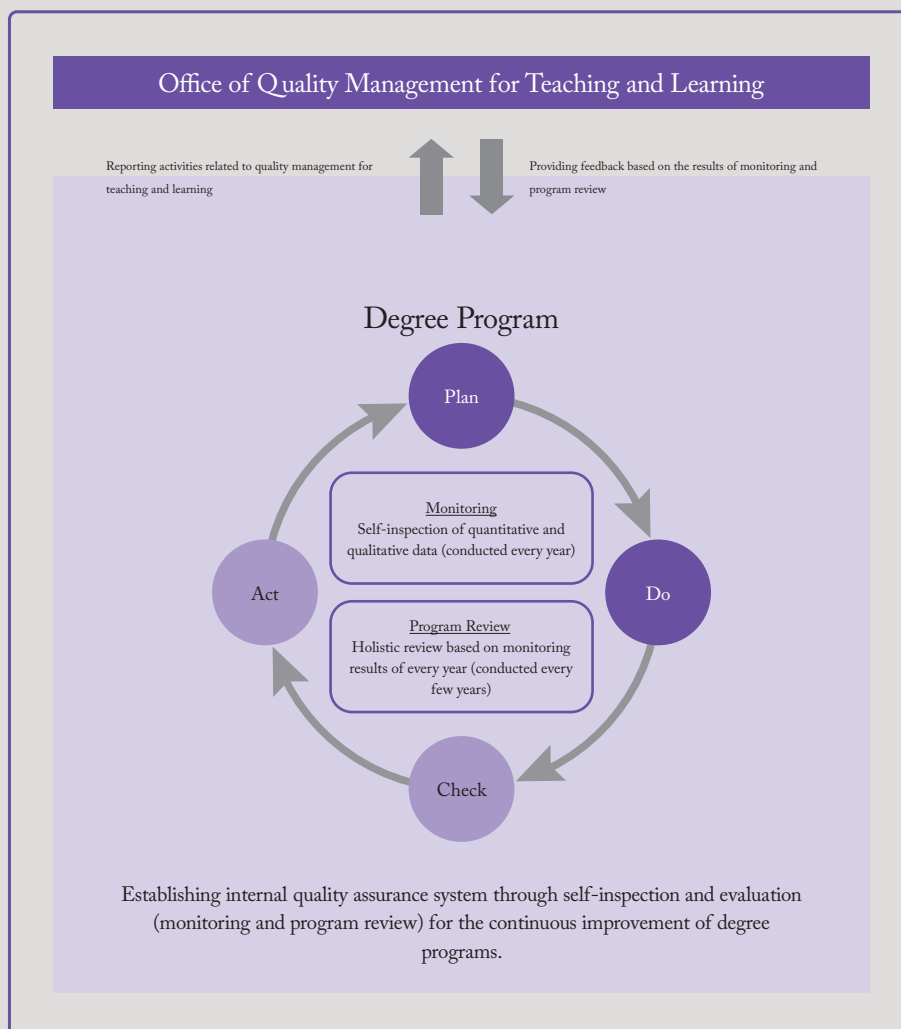 Office of Quality Management for Teaching and Learning
Reporting activities related to quality management for
teaching and learning
Providing feedback based on the results of monitoring and
program review
Degree Program
Plan
Monitoring
Self-inspection of quantitative and
qualitative data (conducted every year)
Act
Do
Program Review
Holistic review based on monitoring
results of every year (conducted every
few years)
Check
Establishing internal quality assurance system through self-inspection and evaluation
(monitoring and program review) for the continuous improvement of degree
programs.